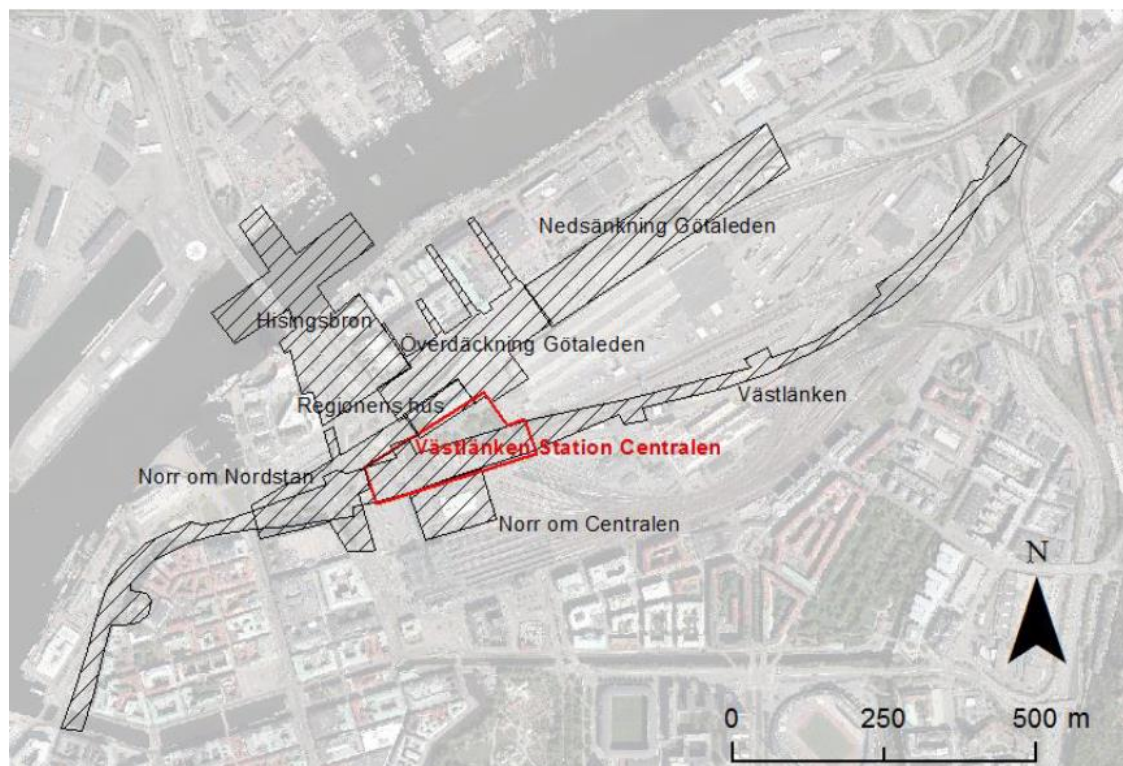 Nedsänkning Götaleden
Hisingsbron
Överdäckning Götaleden
Västlänken
Regionens hus
Västlänken Station Centralen
Norr om Nordstan
Norr om Centralen
N
0 250 500 m